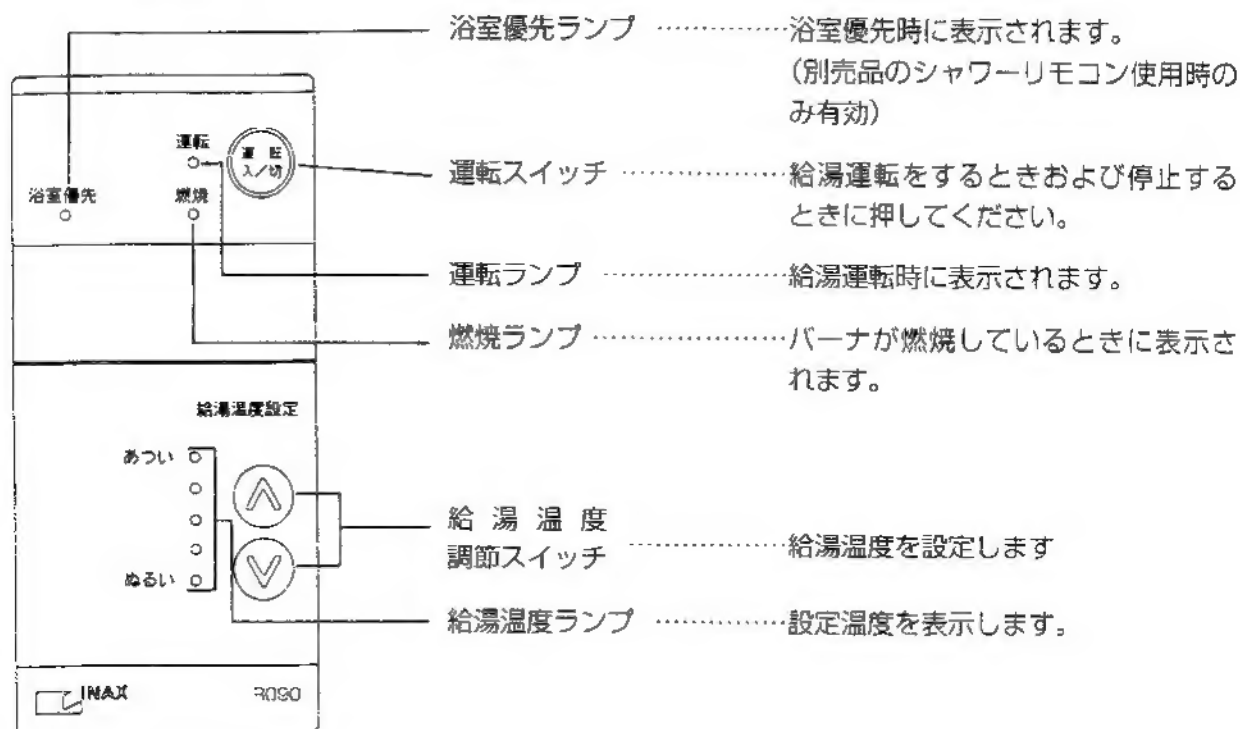 浴室優先ランプ …………浴室優先時に表示されます。
(別売品のシャワーリモコン使用時の
み有効)
運転
運転
入/切
浴室優先
燃焼
運転スイッチ …………給湯運転をするときおよび停止する
ときに押してください。
運転ランプ …………給湯運転時に表示されます。
燃焼ランプ …………バーナが燃焼しているときに表示さ
れます。
給湯温度設定
あつい
ぬるい
給湯温度
調節スイッチ …………給湯温度を設定します
給湯温度ランプ …………設定温度を表示します。
INAX